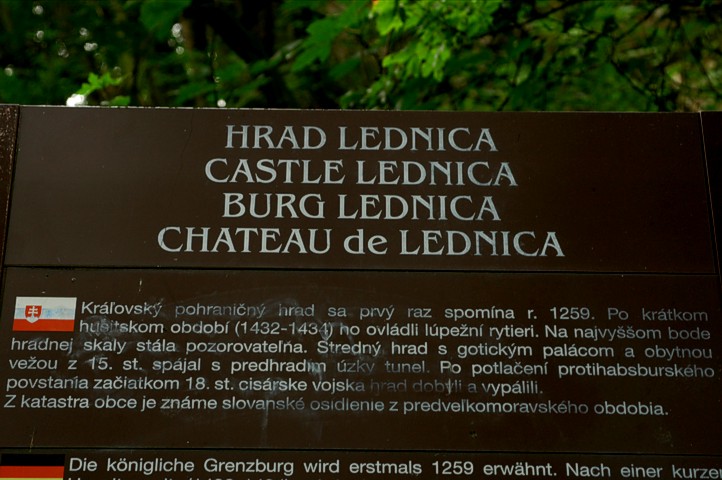 HRAD LEDNICA
CASTLE LEDNICA
BURG LEDNICA
CHATEAU de LEDNICA
Kráľovský pohraničný hrad sa prvý raz spomína r. 1259. Po krátkom
husitskom období (1432-1434) ho ovládli lúpežní rytieri. Na najvyššom bode
hradnej skaly stála pozorovateľna. Stredný hrad s gotickým palácom a obytnou
vežou z 15. st. spájal s predhradím úzky tunel. Po potlačení protihabsburského
povstania začiatkom 18. st. cisárske vojska hrad dobyli a vypálili.
Z katastra obce je známe slovanské osídlenie z predveľkomoravského obdobia.
Die königliche Grenzburg wird erstmals 1259 erwähnt. Nach einer kurzen